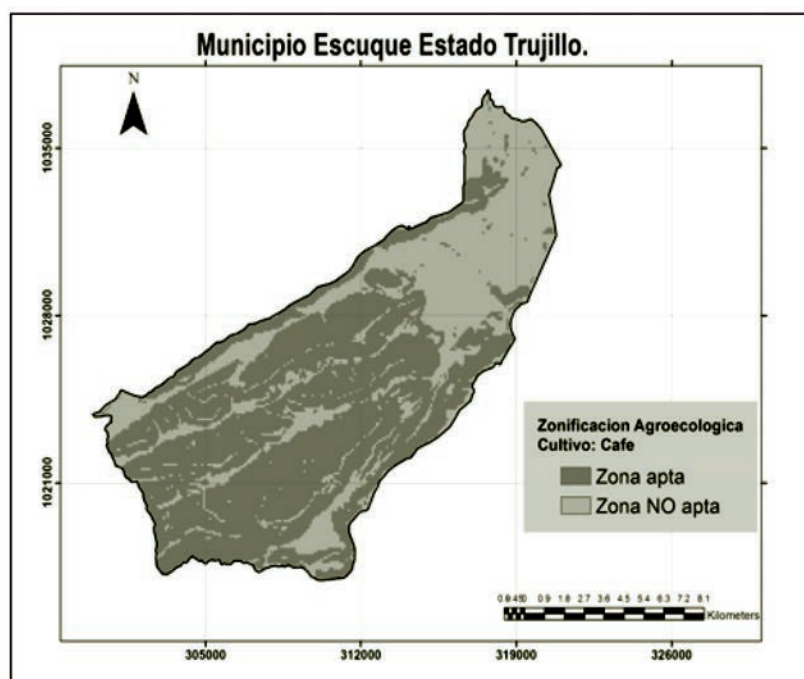 Municipio Escuque Estado Trujillo.
N
1035000
1028000
1021000
Zonificacion Agroecologica
Cultivo: Cafe
Zona apta
Zona NO apta
0.9 1.8 2.7 3.6 4.5 5.4 6.3 7.2 8.1
Kilometers
305000 312000 319000 326000